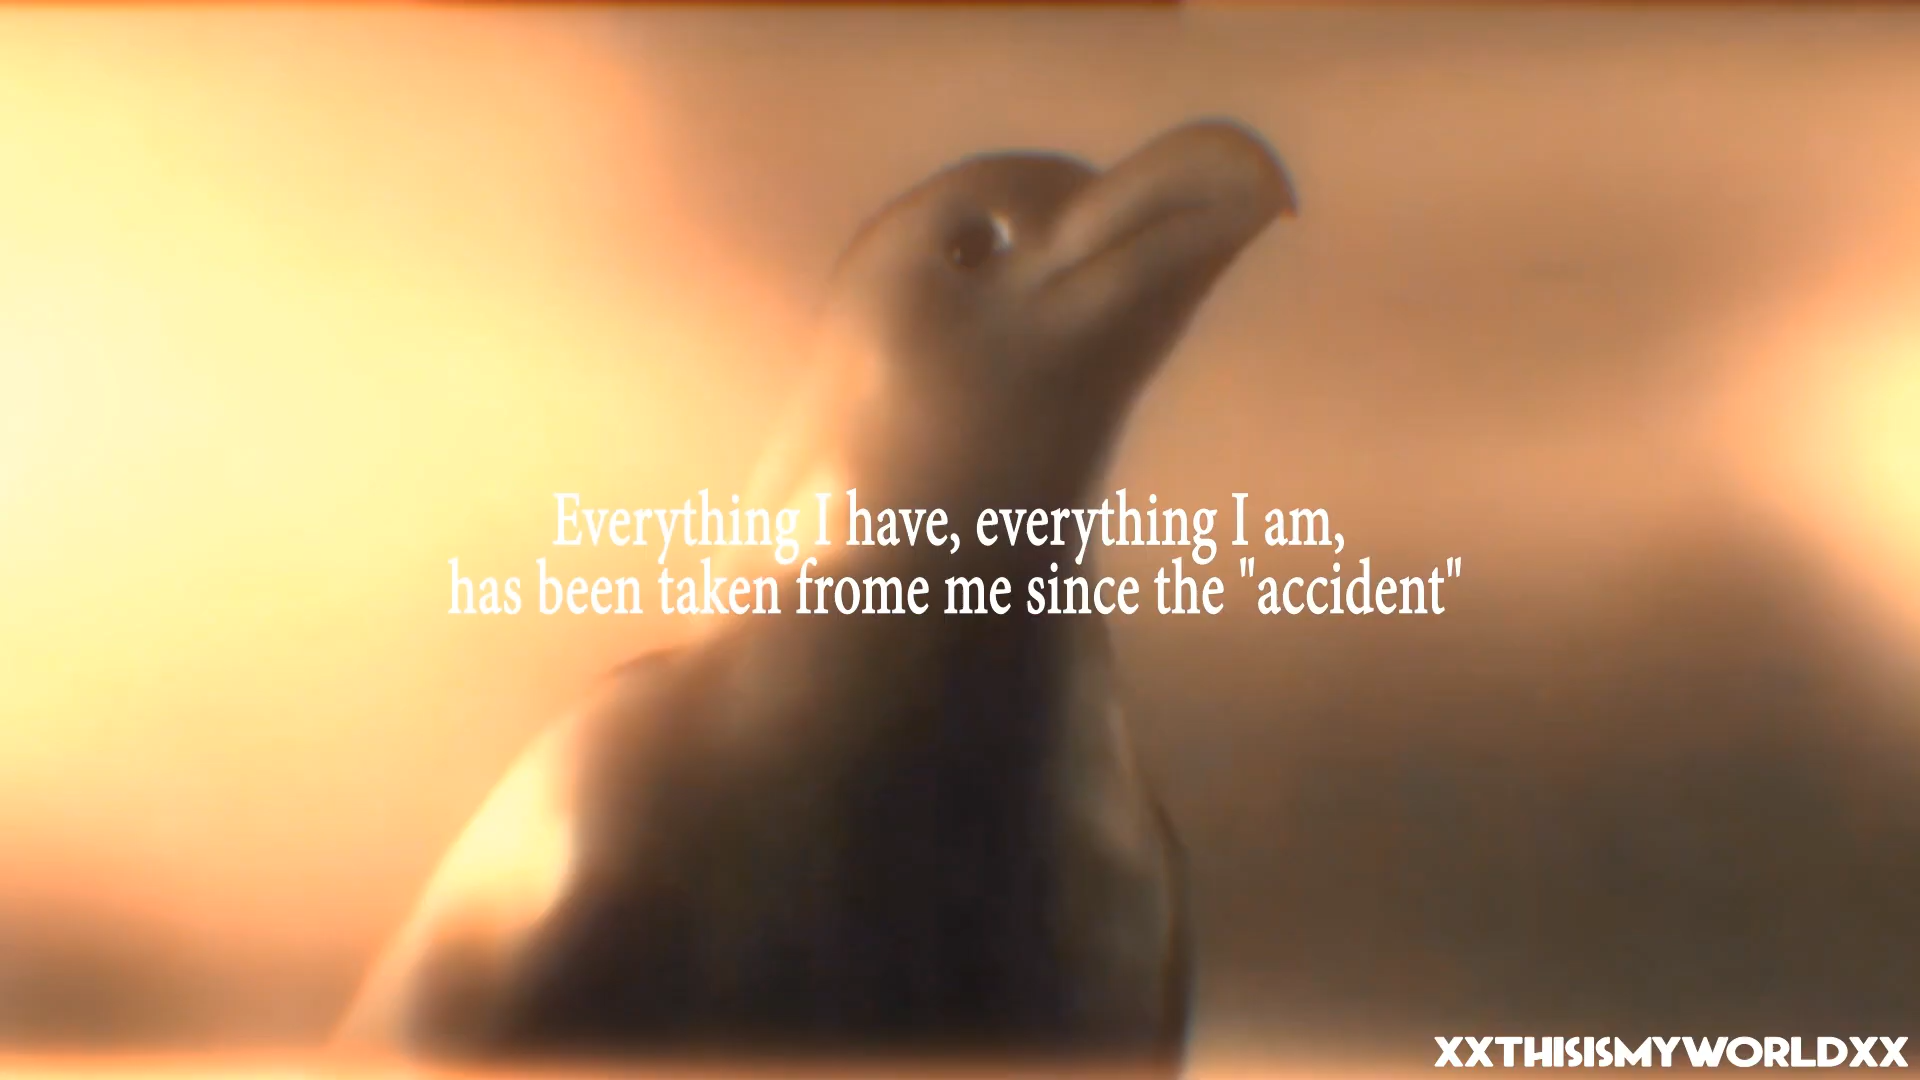 Everything I have, everything I am,
has been taken frome me since the "accident"
XXTHISISMYWORLDXX